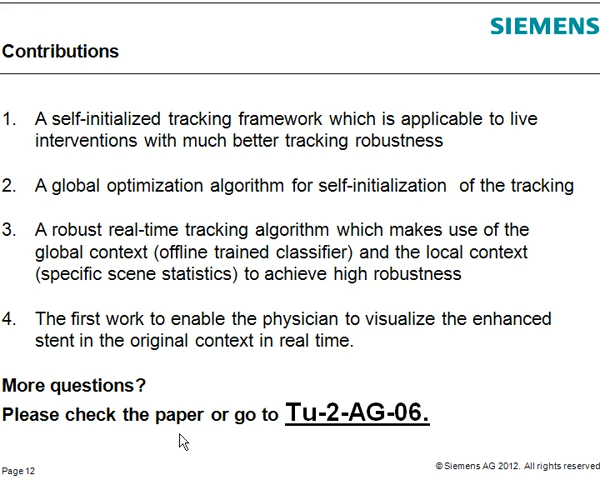 SIEMENS
Contributions
1. A self-initialized tracking framework which is applicable to live
interventions with much better tracking robustness
2. A global optimization algorithm for self-initialization of the tracking
3. A robust real-time tracking algorithm which makes use of the
global context (offline trained classifier) and the local context
(specific scene statistics) to achieve high robustness
4. The first work to enable the physician to visualize the enhanced
stent in the original context in real time.
More questions?
Please check the paper or go to Tu-2-AG-06.
Page 12
© Siemens AG 2012. All rights reserved